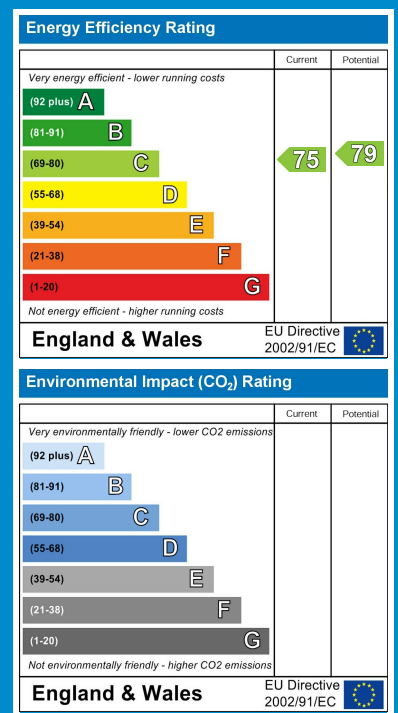 Energy Efficiency Rating
Current Potential
Very energy efficient - lower running costs
(92 plus) A
(81-91) B
(69-80) C
75 79
(55-68) D
(39-54) E
(21-38) F
(1-20) G
Not energy efficient - higher running costs
England & Wales
EU Directive
2002/91/EC
Environmental Impact (CO₂) Rating
Current Potential
Very environmentally friendly - lower CO2 emissions
(92 plus) A
(81-91) B
(69-80) C
(55-68) D
(39-54) E
(21-38) F
(1-20) G
Not environmentally friendly - higher CO2 emissions
England & Wales
EU Directive
2002/91/EC